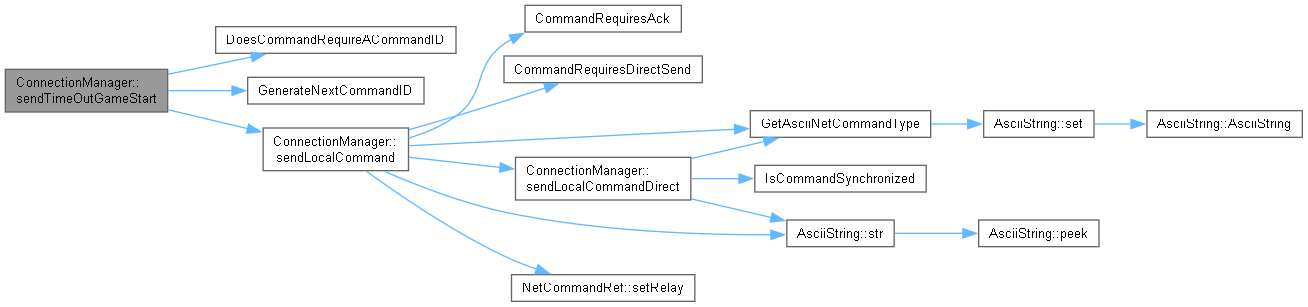 CommandRequiresAck
DoesCommandRequireACommandID
CommandRequiresDirectSend
ConnectionManager::
sendTimeOutGameStart
GenerateNextCommandID
GetAsciiNetCommandType
AsciiString::set
AsciiString::AsciiString
ConnectionManager::
sendLocalCommand
ConnectionManager::
sendLocalCommandDirect
IsCommandSynchronized
AsciiString::str
AsciiString::peek
NetCommandRef::setRelay